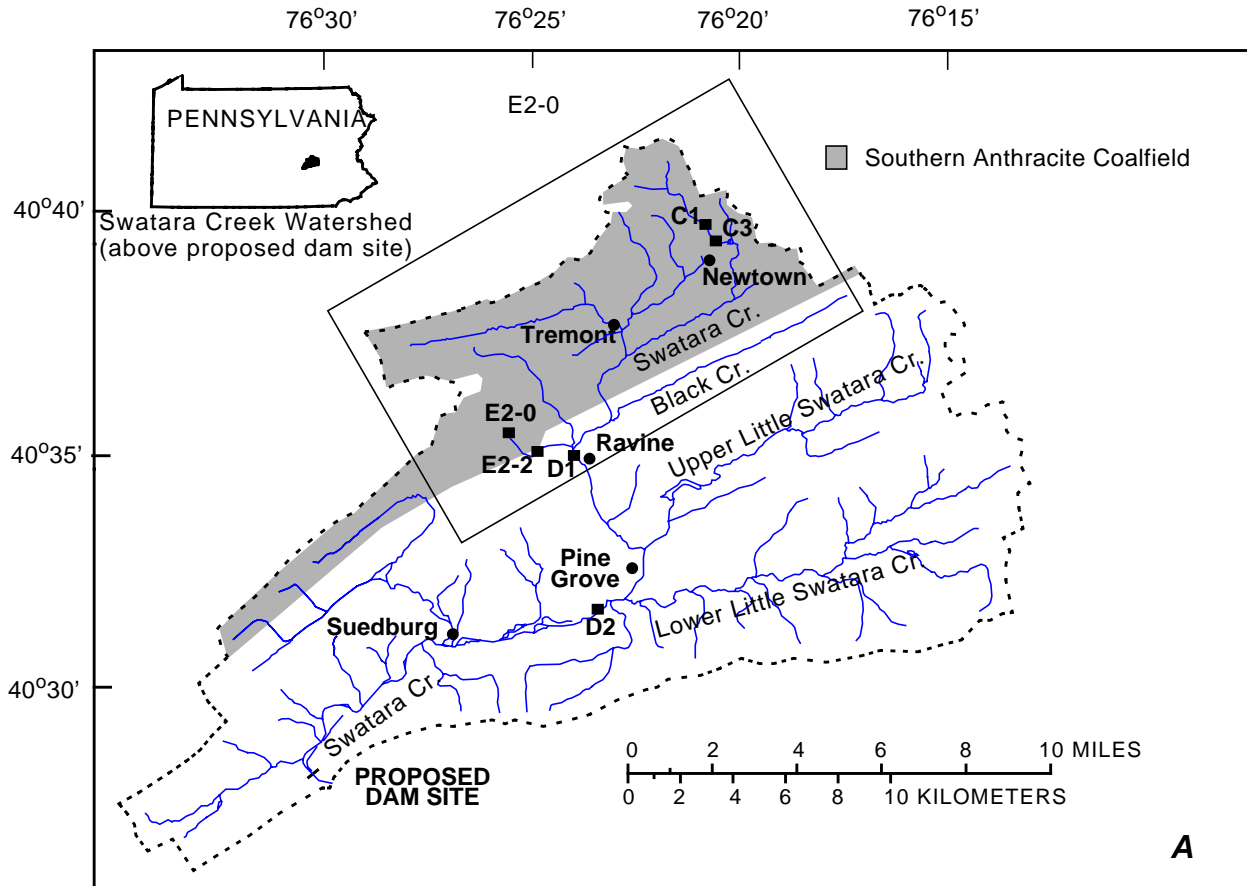 76°30' 76°25' 76°20' 76°15'
E2-0
PENNSYLVANIA
Southern Anthracite Coalfield
40°40'
Swatara Creek Watershed
(above proposed dam site)
C1
C3
Newtown
Tremont
Swatara Cr.
Black Cr.
Upper Little Swatara Cr.
E2-0
Ravine
40°35'
E2-2
D1
Pine
Grove
Lower Little Swatara Cr
Suedburg
D2
40°30'
Swatara Cr.
PROPOSED
DAM SITE
0 2 4 6 8 10 MILES
0 2 4 6 8 10 KILOMETERS
A